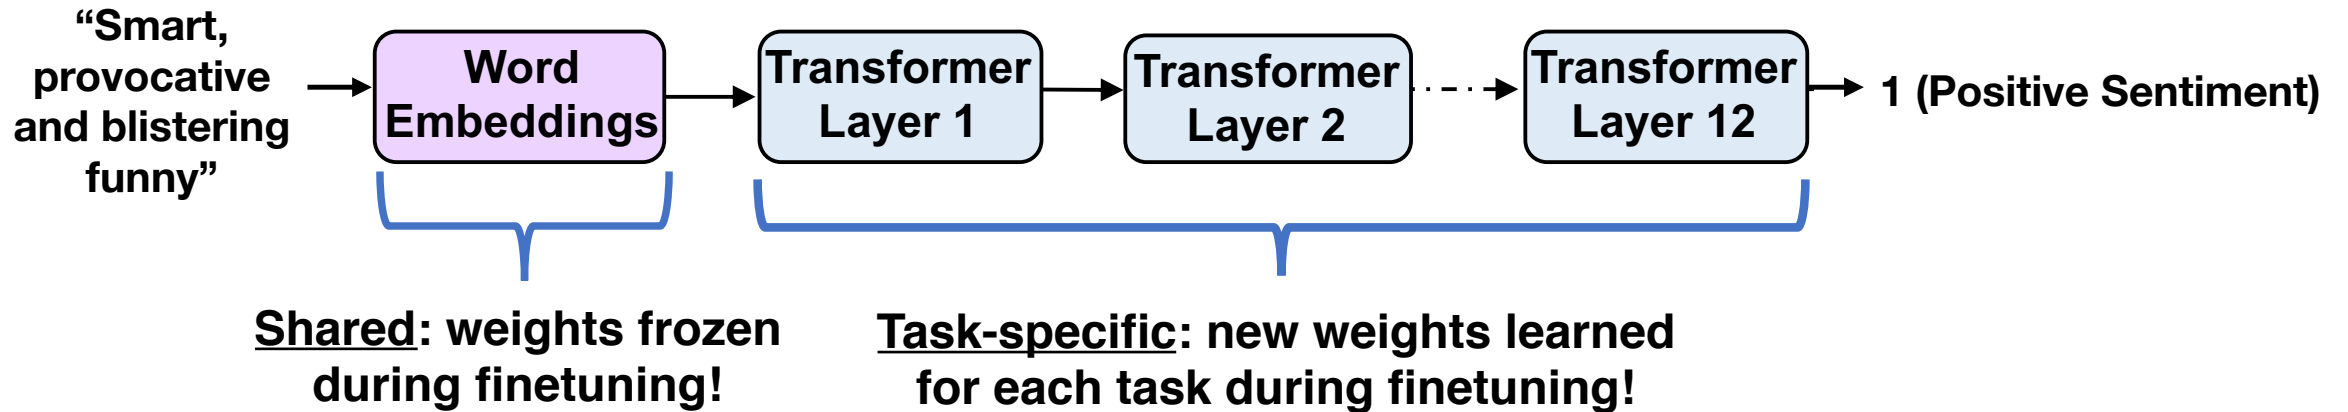 “Smart,
provocative
and blistering
funny”
Word
Embeddings
Transformer
Layer 1
Transformer
Layer 2
Transformer
Layer 12
1 (Positive Sentiment)
Shared: weights frozen
during finetuning!
Task-specific: new weights learned
for each task during finetuning!